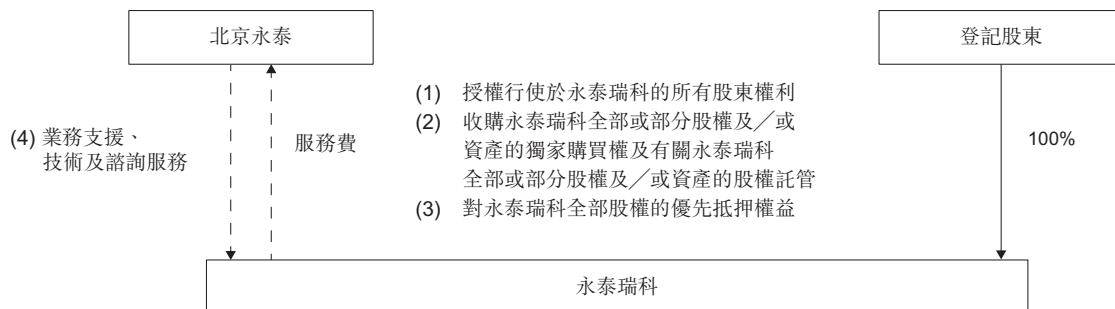 北京永泰
登記股東
(1) 授權行使於永泰瑞科的所有股東權利
(2) 收購永泰瑞科全部或部分股權及／或
資產的獨家購買權及有關永泰瑞科
全部或部分股權及／或資產的股權託管
(3) 對永泰瑞科全部股權的優先抵押權益
(4) 業務支援、
技術及諮詢服務
服務費
100%
永泰瑞科